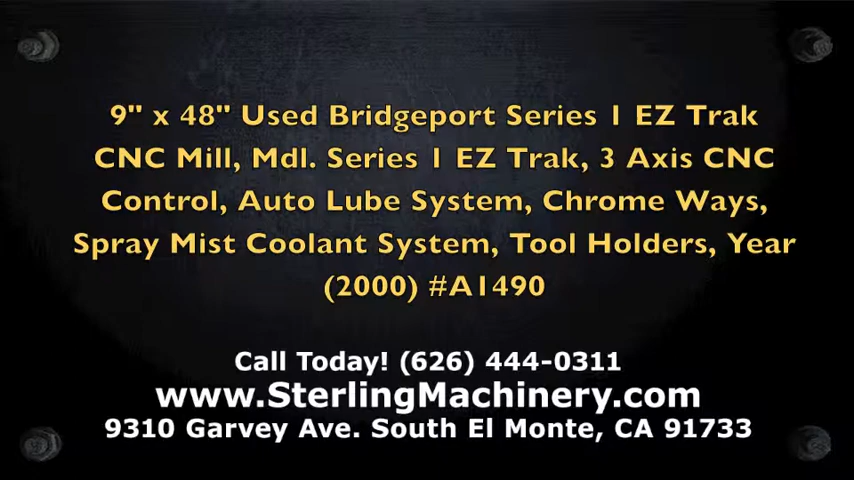 9" x 48" Used Bridgeport Series 1 EZ Trak
CNC Mill, Mdl. Series 1 EZ Trak, 3 Axis CNC
Control, Auto Lube System, Chrome Ways,
Spray Mist Coolant System, Tool Holders, Year
(2000) #A1490
Call Today! (626) 444-0311
www.SterlingMachinery.com
9310 Garvey Ave. South El Monte, CA 91733